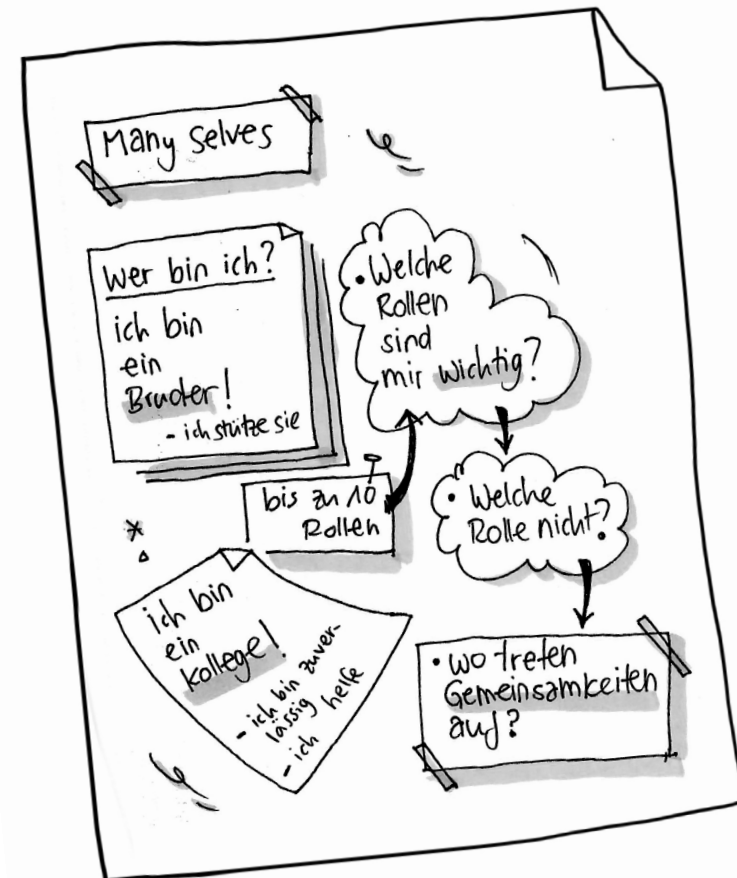 Many Selves
Wer bin ich?
ich bin
ein
Bruder!
- ich stütze sie
• Welche
Rollen
sind
mir wichtig?
bis zu 10
Rollen
• Welche
Rolle nicht?
ich bin
ein
Kollege!
- ich bin zuver-
lässig
- ich helfe
• wo treten
Gemeinsamkeiten
auf?